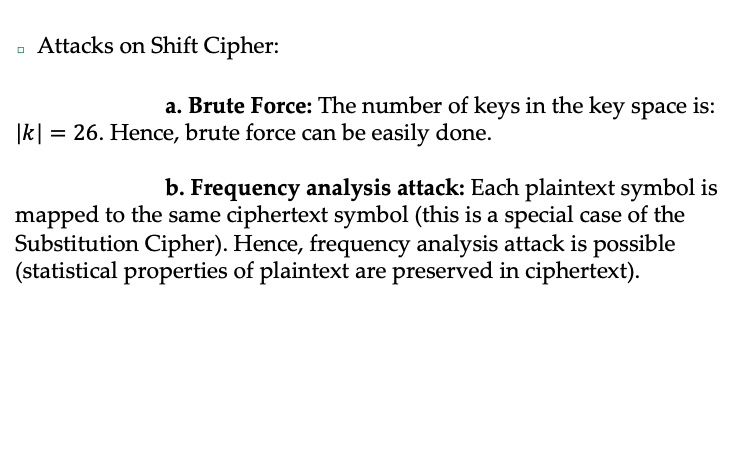 ▫ Attacks on Shift Cipher:
a. Brute Force: The number of keys in the key space is:
|k| = 26. Hence, brute force can be easily done.
b. Frequency analysis attack: Each plaintext symbol is
mapped to the same ciphertext symbol (this is a special case of the
Substitution Cipher). Hence, frequency analysis attack is possible
(statistical properties of plaintext are preserved in ciphertext).